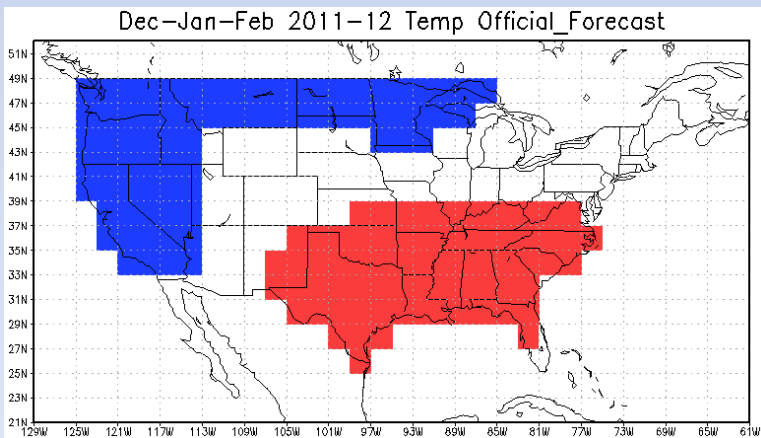 Dec-Jan-Feb 2011-12 Temp Official_Forecast
51N
49N
47N
45N
43N
41N
39N
37N
35N
33N
31N
29N
27N
25N
23N
21N
129W 125W 121W 117W 113W 109W 105W 101W 97W 93W 89W 85W 81W 77W 73W 69W 65W 61W